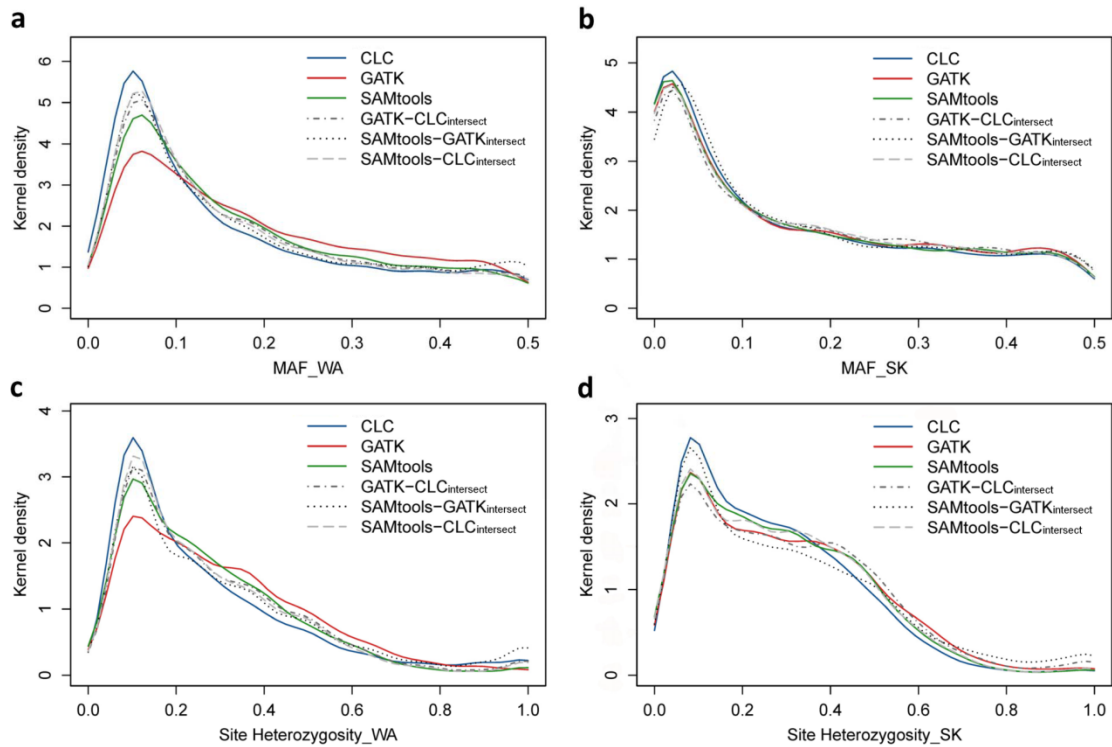 a
6
5
4
3
2
1
0
Kernel density
CLC
GATK
SAMtools
GATK−CLCintersect
SAMtools−GATKintersect
SAMtools−CLCintersect
0.0 0.1 0.2 0.3 0.4 0.5
MAF_WA
b
5
4
3
2
1
0
Kernel density
CLC
GATK
SAMtools
GATK−CLCintersect
SAMtools−GATKintersect
SAMtools−CLCintersect
0.0 0.1 0.2 0.3 0.4 0.5
MAF_SK
c
4
3
2
1
0
Kernel density
CLC
GATK
SAMtools
GATK−CLCintersect
SAMtools−GATKintersect
SAMtools−CLCintersect
0.0 0.2 0.4 0.6 0.8 1.0
Site Heterozygosity_WA
d
3
2
1
0
Kernel density
CLC
GATK
SAMtools
GATK−CLCintersect
SAMtools−GATKintersect
SAMtools−CLCintersect
0.0 0.2 0.4 0.6 0.8 1.0
Site Heterozygosity_SK